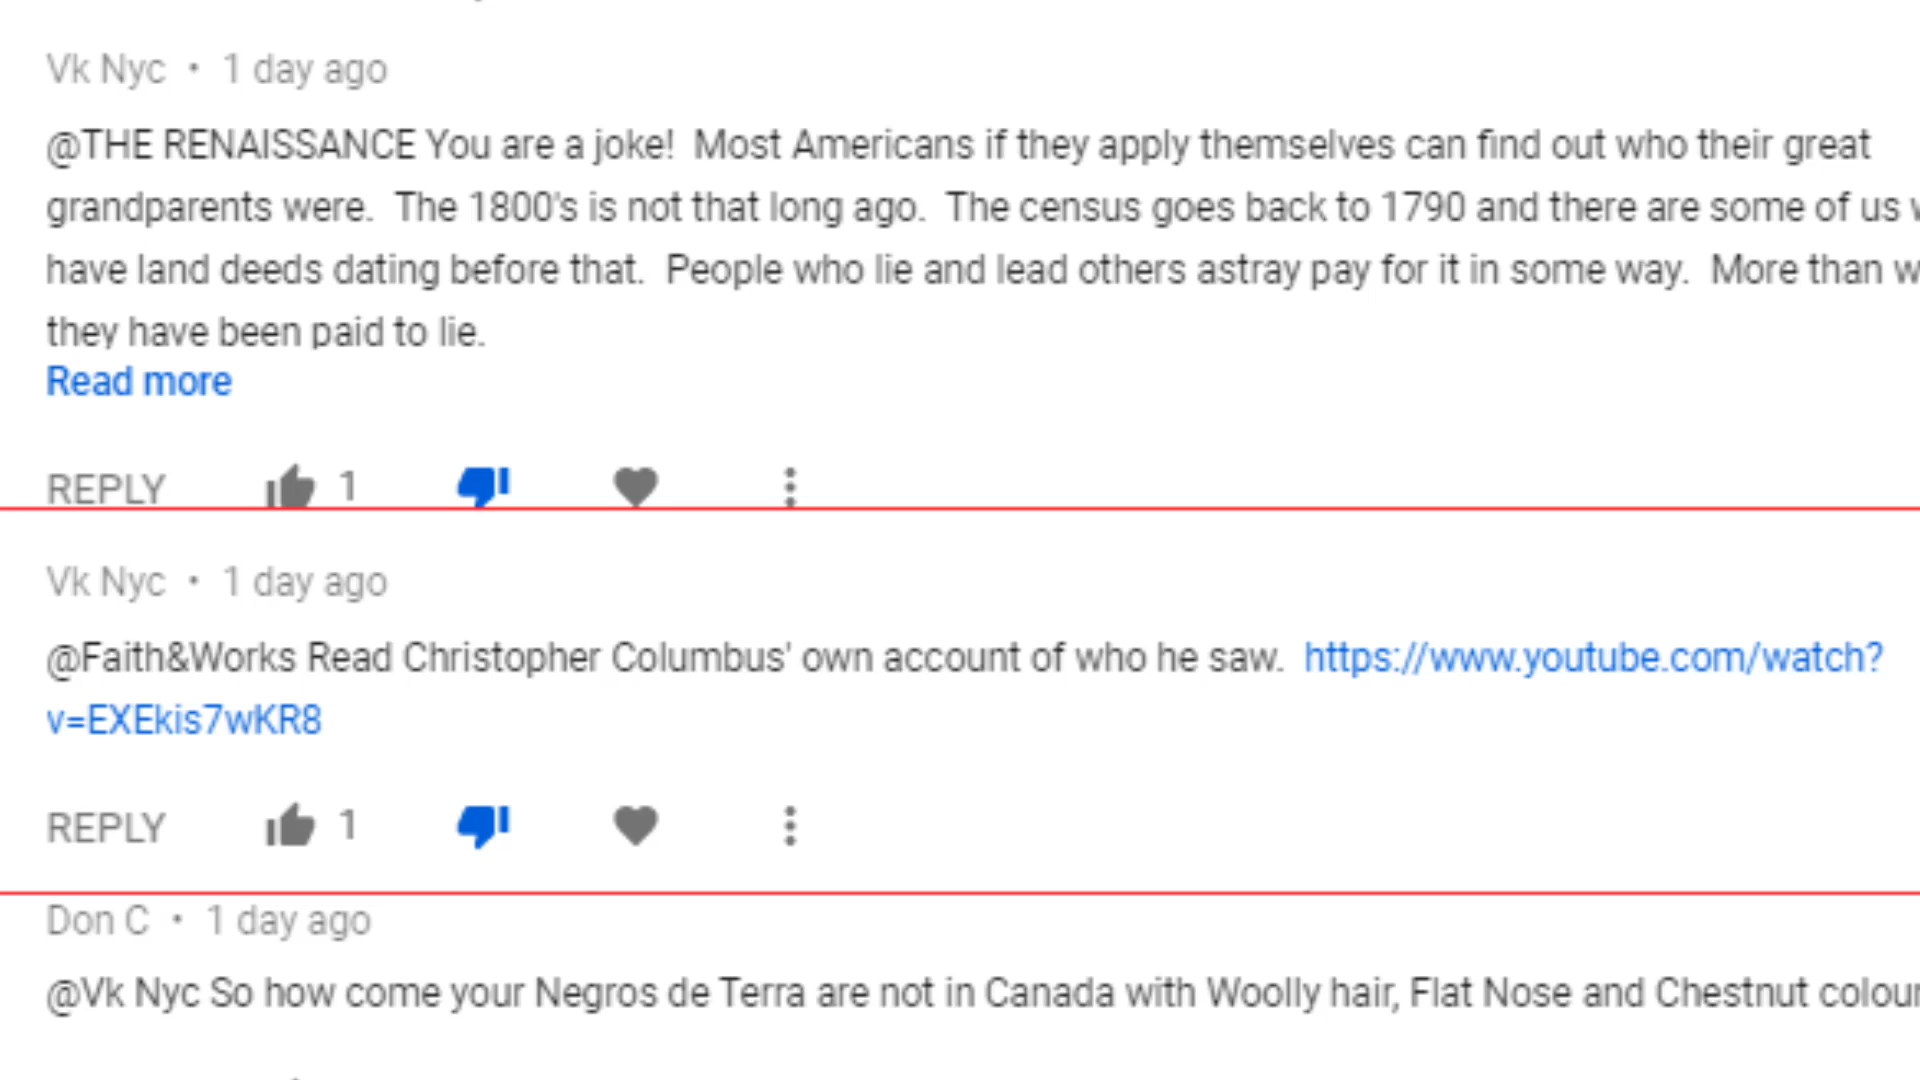 Vk Nyc • 1 day ago
@THE RENAISSANCE You are a joke!  Most Americans if they apply themselves can find out who their great
grandparents were.  The 1800's is not that long ago.  The census goes back to 1790 and there are some of us
have land deeds dating before that.  People who lie and lead others astray pay for it in some way.  More than
they have been paid to lie.
Read more
REPLY 1
Vk Nyc • 1 day ago
@Faith&Works Read Christopher Columbus' own account of who he saw.  https://www.youtube.com/watch?
v=EXEkis7wKR8
REPLY 1
Don C • 1 day ago
@Vk Nyc So how come your Negros de Terra are not in Canada with Woolly hair, Flat Nose and Chestnut colour